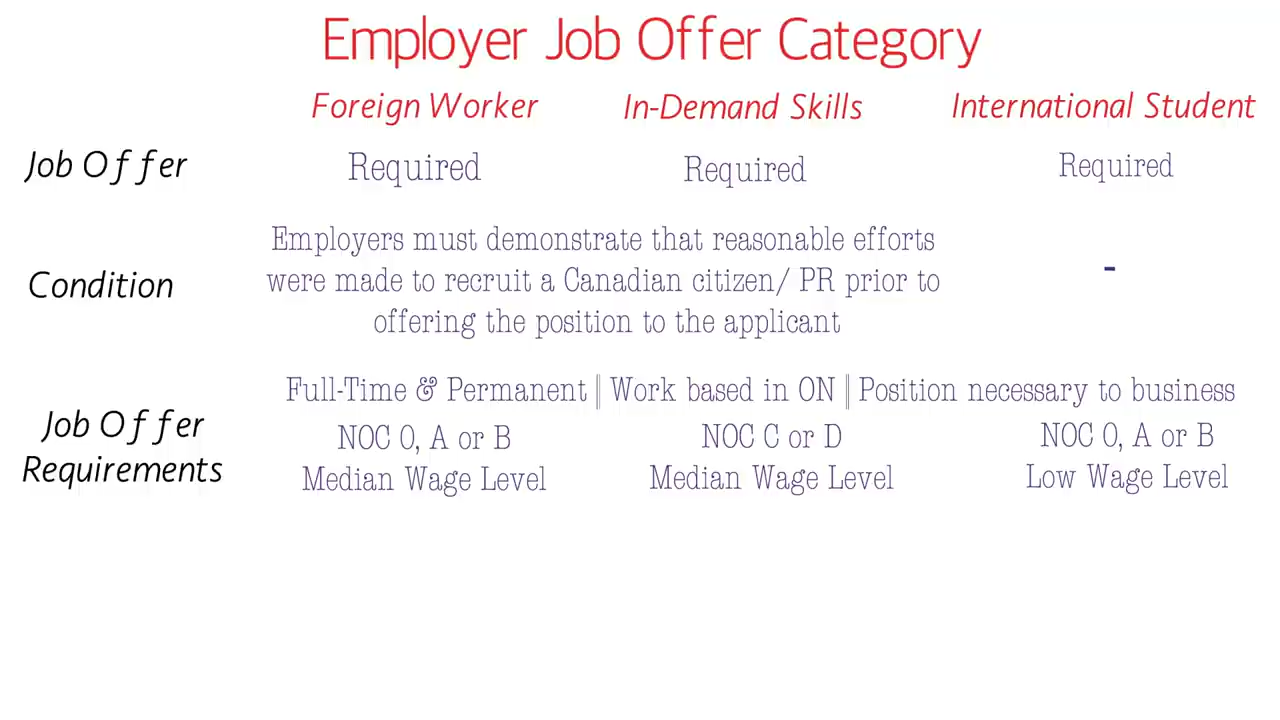 Employer Job Offer Category
Foreign Worker In-Demand Skills International Student
Job Offer Required Required Required
Employers must demonstrate that reasonable efforts
were made to recruit a Canadian citizen/ PR prior to
offering the position to the applicant
Condition -
Full-Time & Permanent || Work based in ON || Position necessary to business
Job Offer
Requirements
NOC 0, A or B NOC C or D NOC 0, A or B
Median Wage Level Median Wage Level Low Wage Level